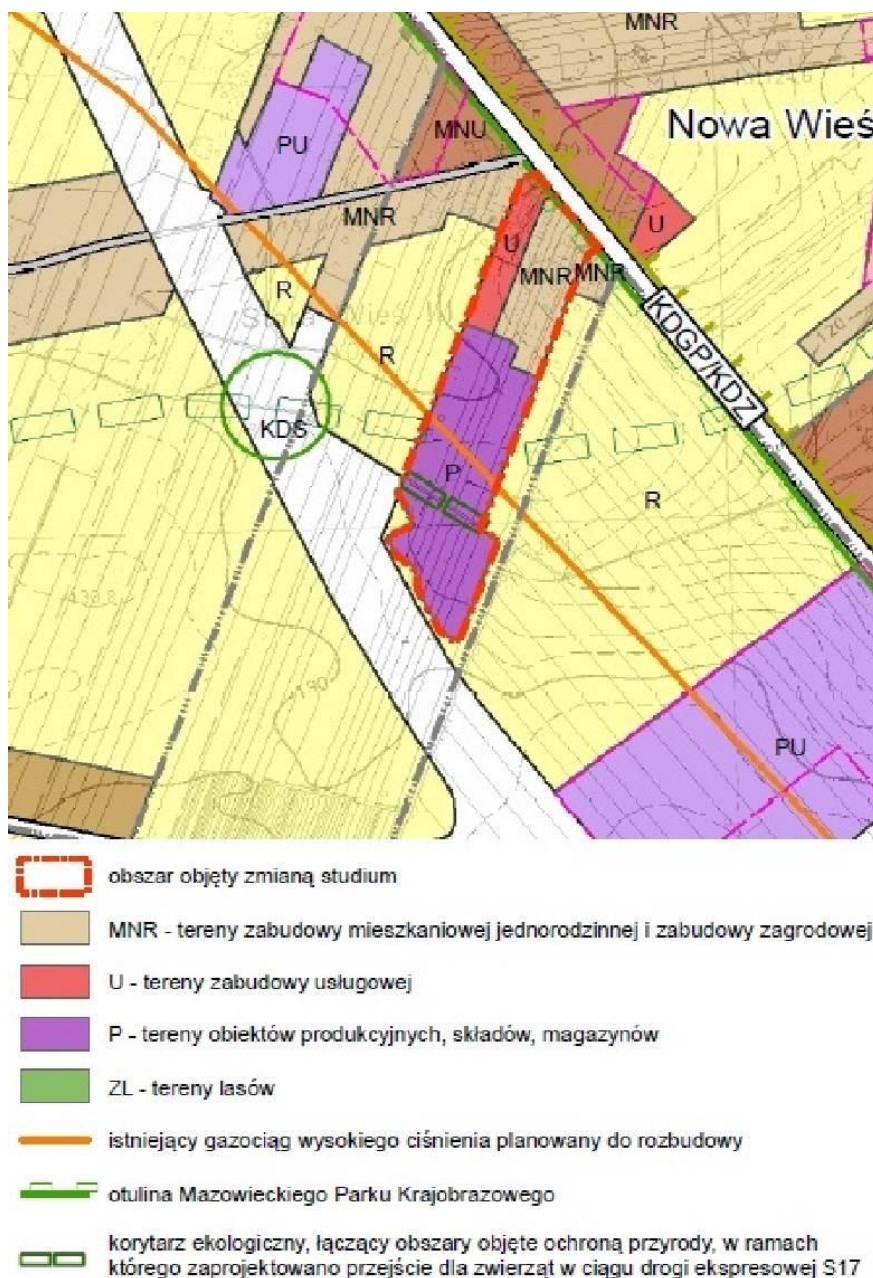 MNR
Nowa Wieś
MNU
PU
MNR
U
U
MNR
MNR
R
R
KDGP/KDZ
120
KDS
P
R
130.8
PU
obszar objęty zmianą studium
MNR - tereny zabudowy mieszkaniowej jednorodzinnej i zabudowy zagrodowej
U - tereny zabudowy usługowej
P - tereny obiektów produkcyjnych, składów, magazynów
ZL - tereny lasów
istniejący gazociąg wysokiego ciśnienia planowany do rozbudowy
otulina Mazowieckiego Parku Krajobrazowego
korytarz ekologiczny, łączący obszary objęte ochroną przyrody, w ramach
którego zaprojektowano przejście dla zwierząt w ciągu drogi ekspresowej S17